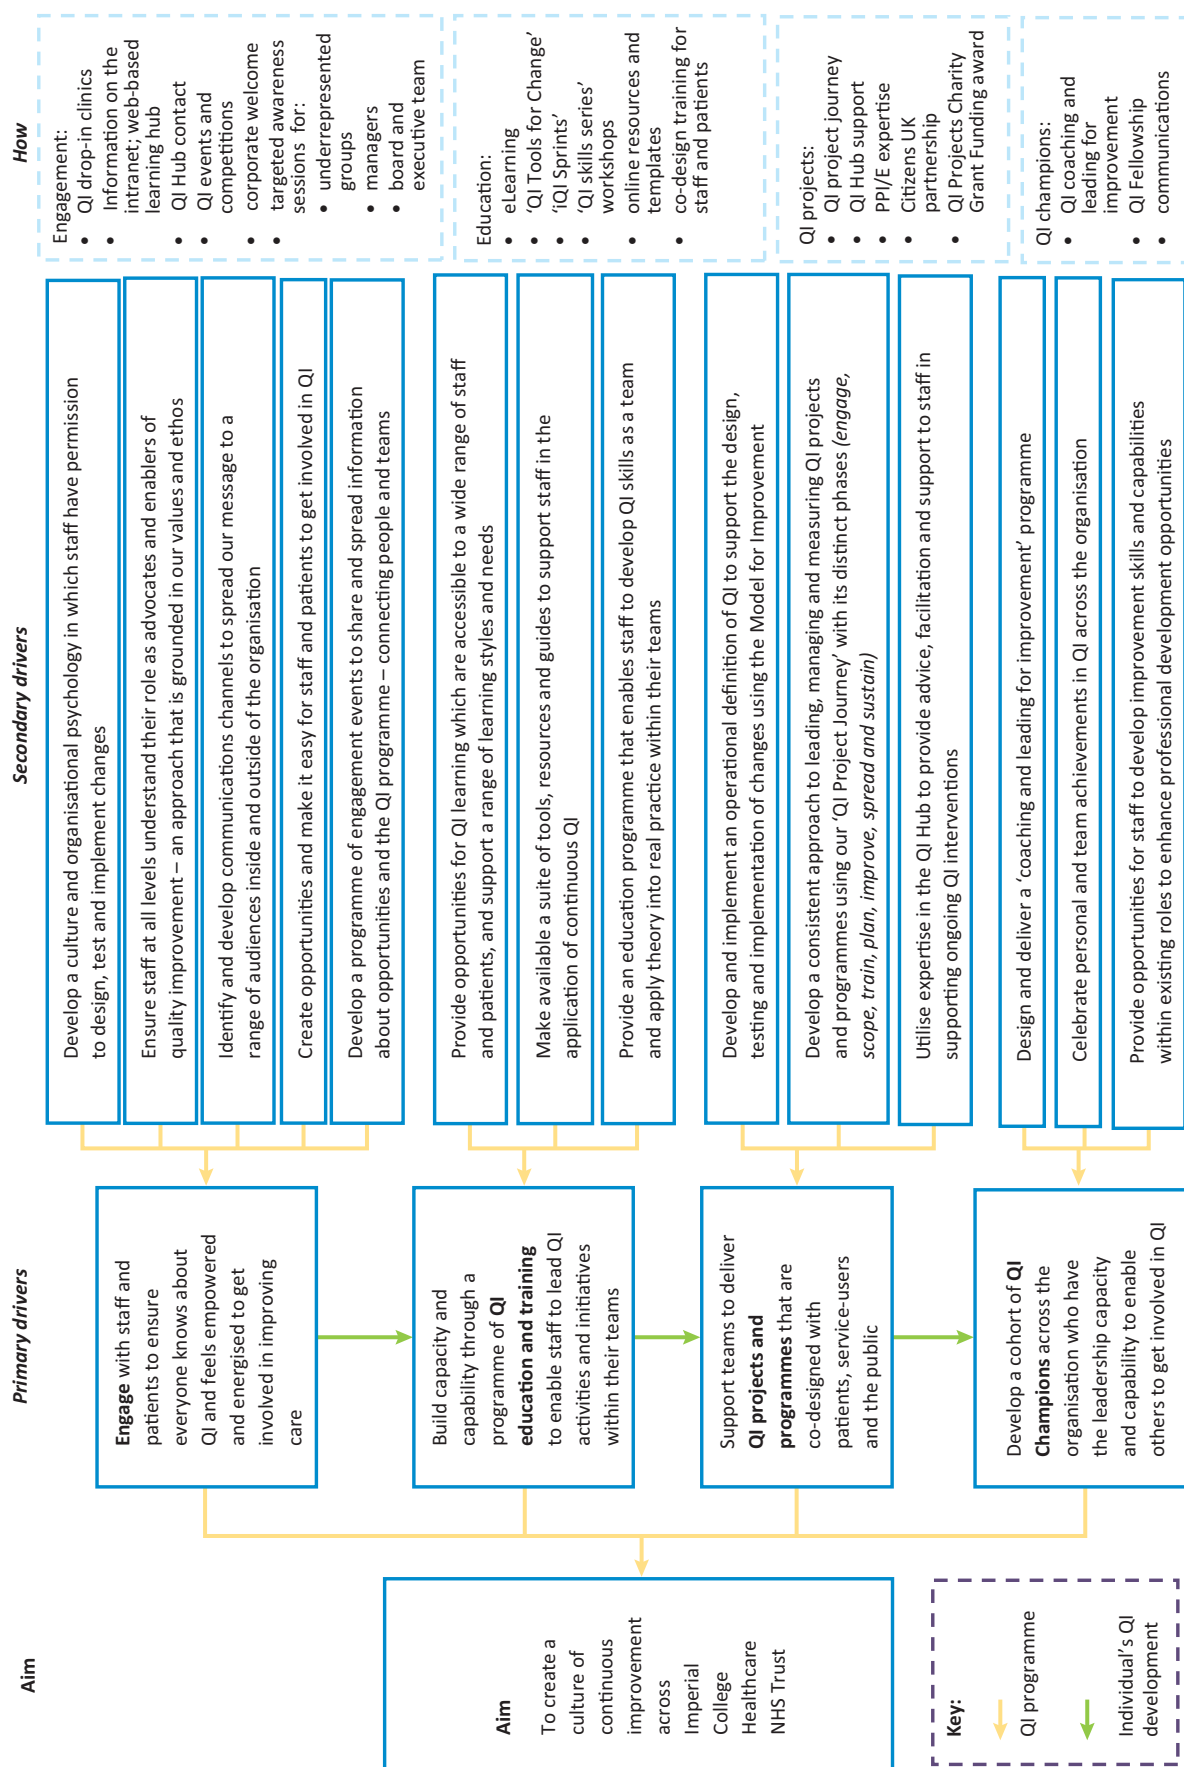 Aim
Primary drivers
Secondary drivers
How
Aim
To create a
culture of
continuous
improvement
across
Imperial
College
Healthcare
NHS Trust
Key:
QI programme
Individual's QI
development
Engage with staff and
patients to ensure
everyone knows about
QI and feels empowered
and energised to get
involved in improving
care
Build capacity and
capability through a
programme of QI
education and training
to enable staff to lead QI
activities and initiatives
within their teams
Support teams to deliver
QI projects and
programmes that are
co-designed with
patients, service-users
and the public
Develop a cohort of QI
Champions across the
organisation who have
the leadership capacity
and capability to enable
others to get involved in QI
Develop a culture and organisational psychology in which staff have permission
to design, test and implement changes
Ensure staff at all levels understand their role as advocates and enablers of
quality improvement – an approach that is grounded in our values and ethos
Identify and develop communications channels to spread our message to a
range of audiences inside and outside of the organisation
Create opportunities and make it easy for staff and patients to get involved in QI
Develop a programme of engagement events to share and spread information
about opportunities and the QI programme – connecting people and teams
Provide opportunities for QI learning which are accessible to a wide range of staff
and patients, and support a range of learning styles and needs
Make available a suite of tools, resources and guides to support staff in the
application of continuous QI
Provide an education programme that enables staff to develop QI skills as a team
and apply theory into real practice within their teams
Develop and implement an operational definition of QI to support the design,
testing and implementation of changes using the Model for Improvement
Develop a consistent approach to leading, managing and measuring QI projects
and programmes using our ‘QI Project Journey’ with its distinct phases (engage,
scope, train, plan, improve, spread and sustain)
Utilise expertise in the QI Hub to provide advice, facilitation and support to staff in
supporting ongoing QI interventions
Design and deliver a ‘coaching and leading for improvement’ programme
Celebrate personal and team achievements in QI across the organisation
Provide opportunities for staff to develop improvement skills and capabilities
within existing roles to enhance professional development opportunities
Engagement:
• QI drop-in clinics
• Information on the
intranet; web-based
learning hub
• QI Hub contact
• QI events and
competitions
• corporate welcome
• targeted awareness
sessions for:
• underrepresented
groups
• managers
• board and
executive team
Education:
• eLearning
• ‘QI Tools for Change’
• ‘iQI Sprints’
• ‘QI skills series’
workshops
• online resources and
templates
• co-design training for
staff and patients
QI projects:
• QI project journey
• QI Hub support
• PPI/E expertise
• Citizens UK
partnership
• QI Projects Charity
Grant Funding award
QI champions:
• QI coaching and
leading for
improvement
• QI Fellowship
• communications